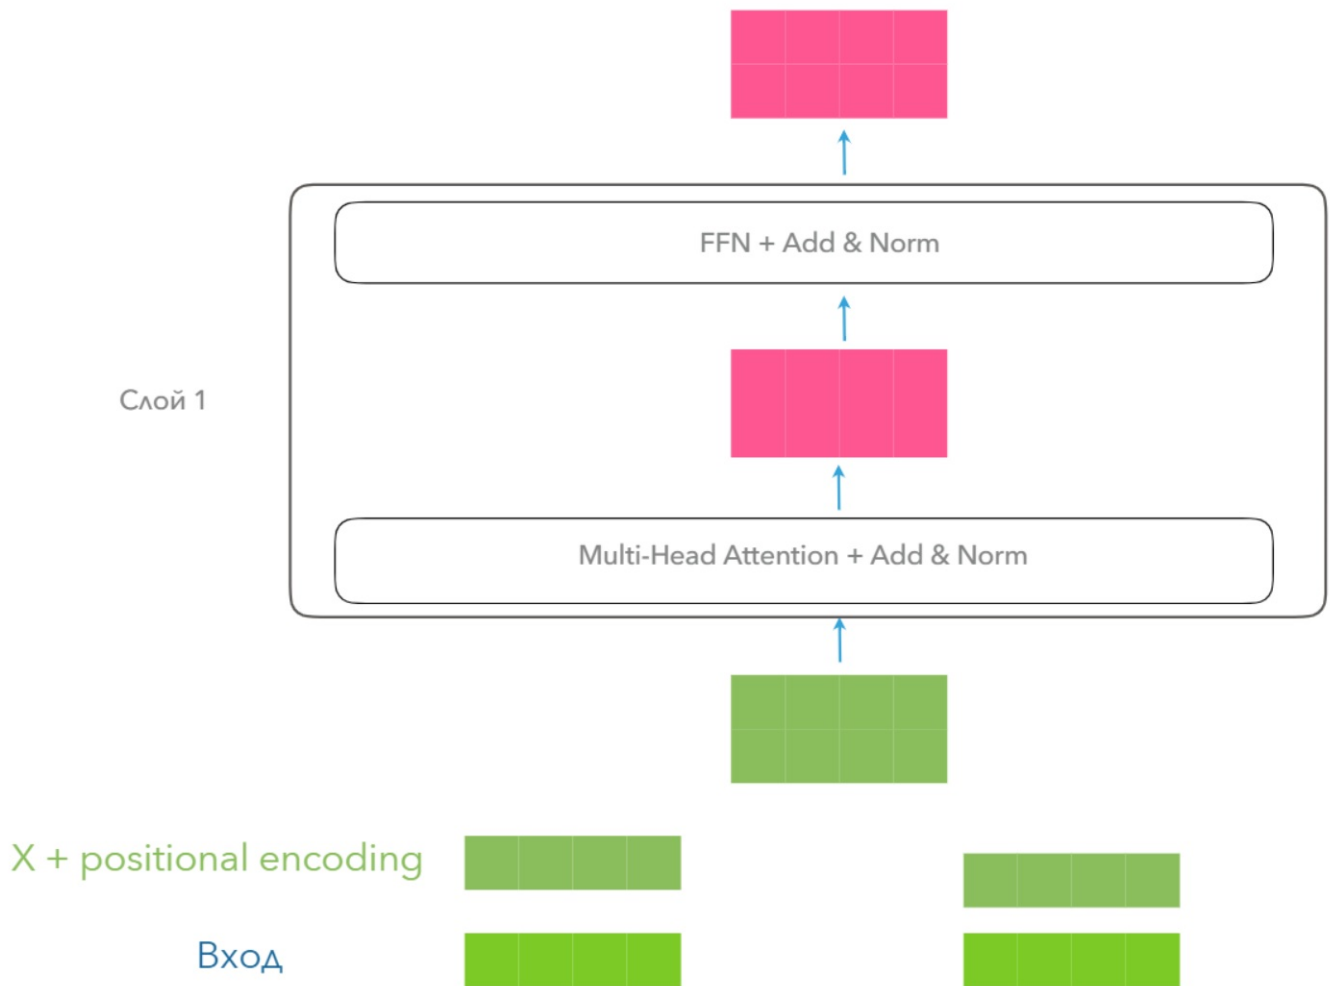 FFN + Add & Norm
Слой 1
Multi-Head Attention + Add & Norm
X + positional encoding
Вход